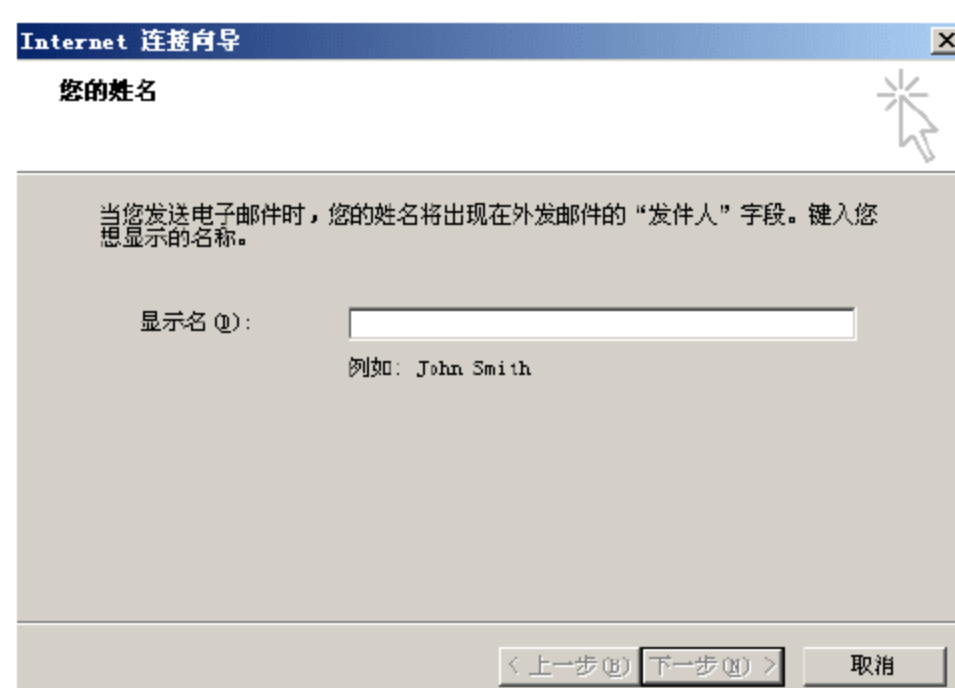 Internet 连接向导
您的姓名
当您发送电子邮件时，您的姓名将出现在外发邮件的“发件人”字段。键入您
想显示的名称。
显示名(D):
例如: John Smith
< 上一步(B) 下一步(N) > 取消